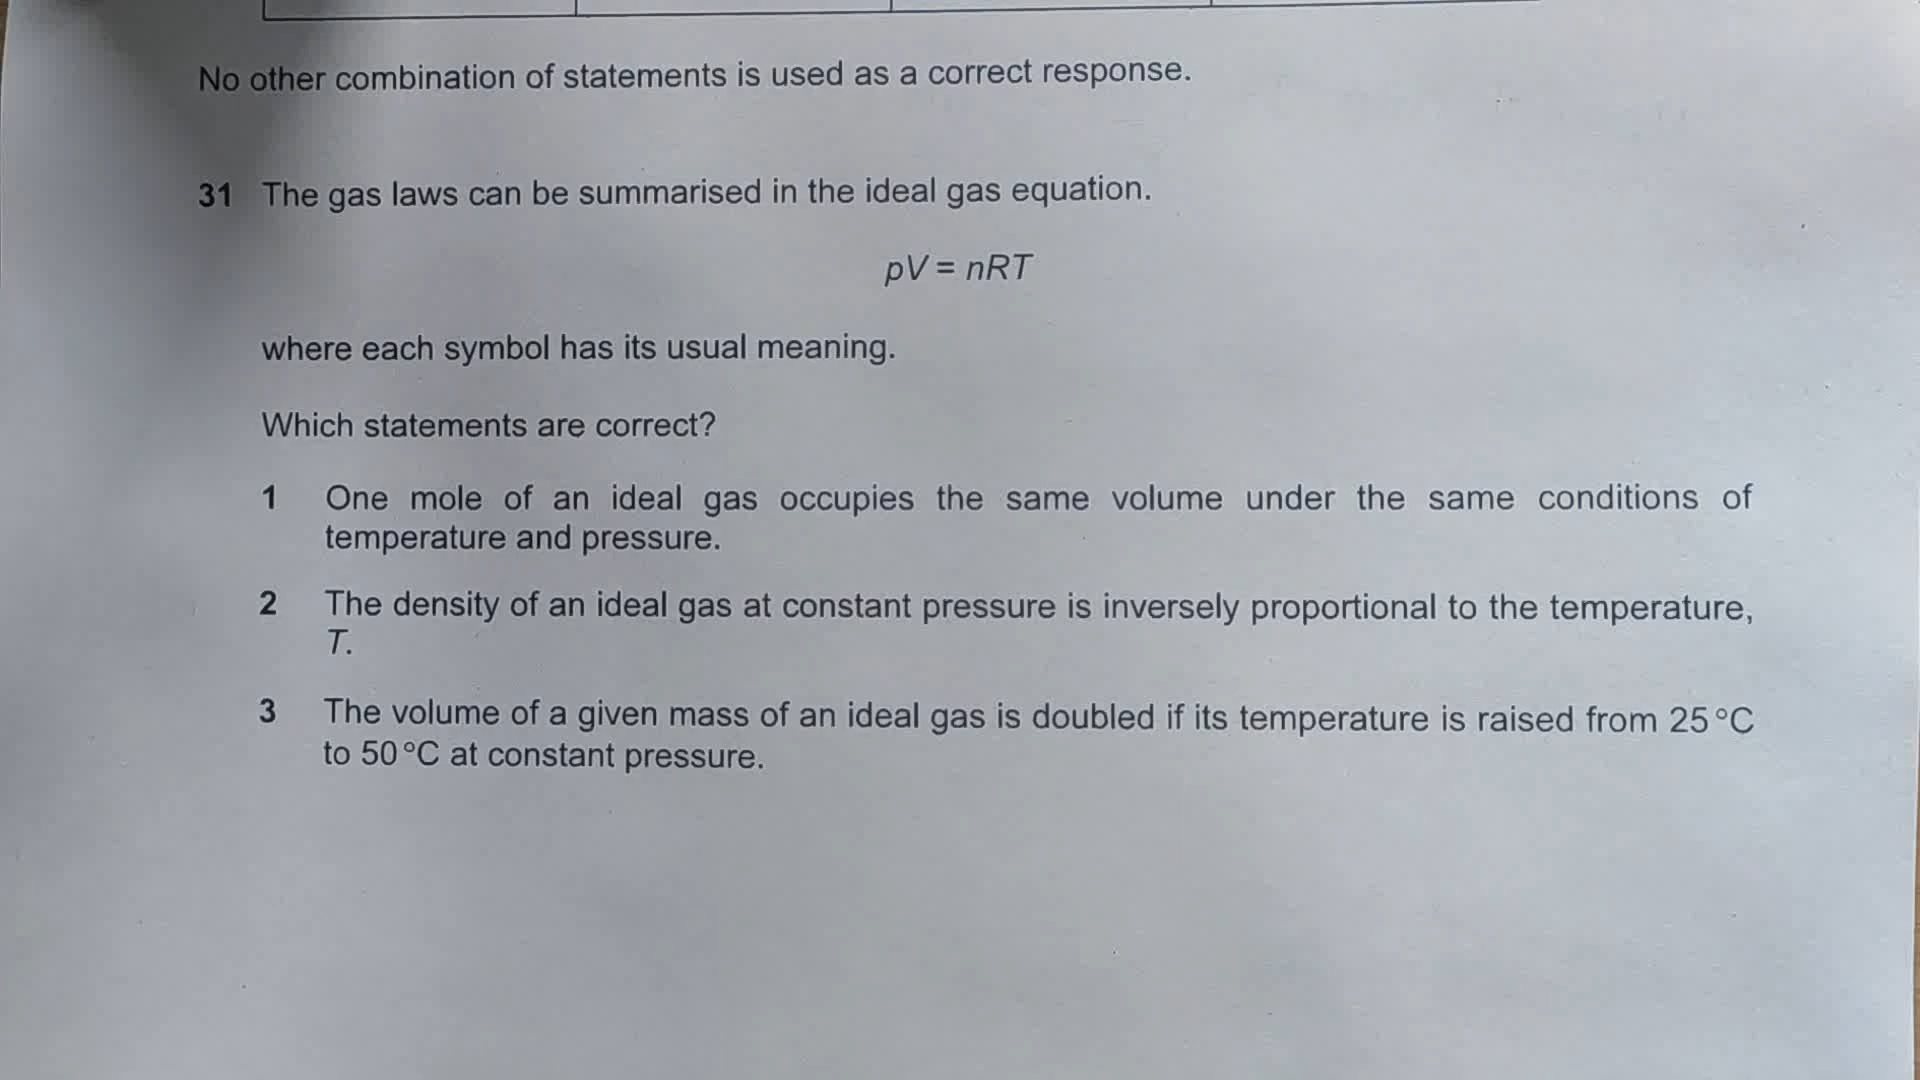 No other combination of statements is used as a correct response.
31 The gas laws can be summarised in the ideal gas equation.
pV = nRT
where each symbol has its usual meaning.
Which statements are correct?
1 One mole of an ideal gas occupies the same volume under the same conditions of
temperature and pressure.
2 The density of an ideal gas at constant pressure is inversely proportional to the temperature,
T.
3 The volume of a given mass of an ideal gas is doubled if its temperature is raised from 25 °C
to 50 °C at constant pressure.